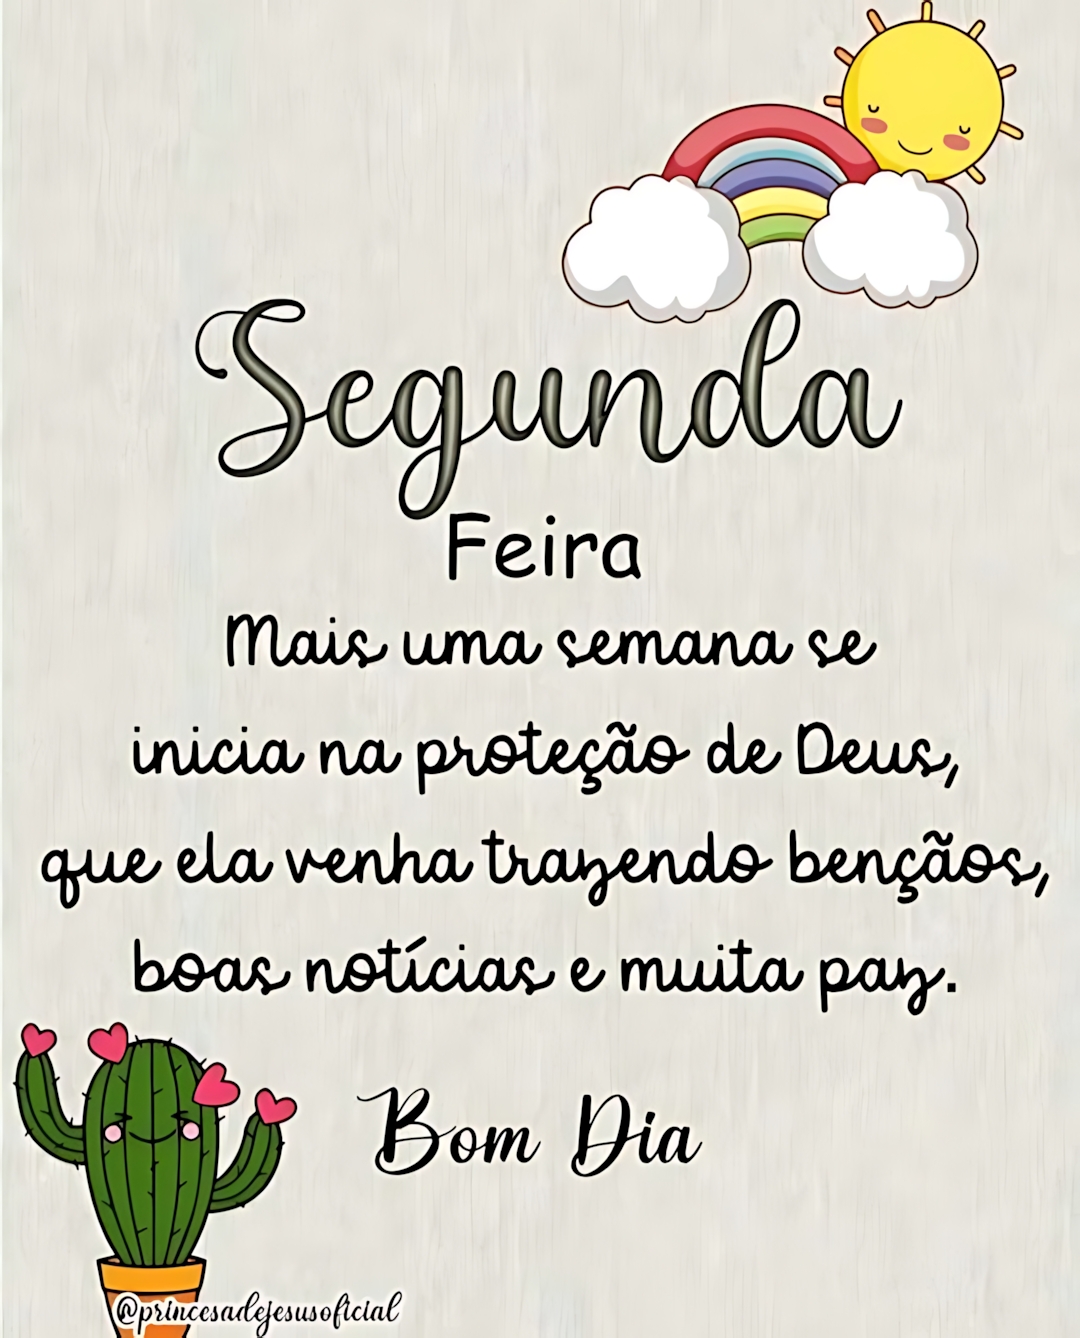 Segunda
Feira
Mais uma semana se
inicia na proteção de Deus,
que ela venha trazendo bençãos,
boas notícias e muita paz.
Bom Dia
@princesadejesusoficial